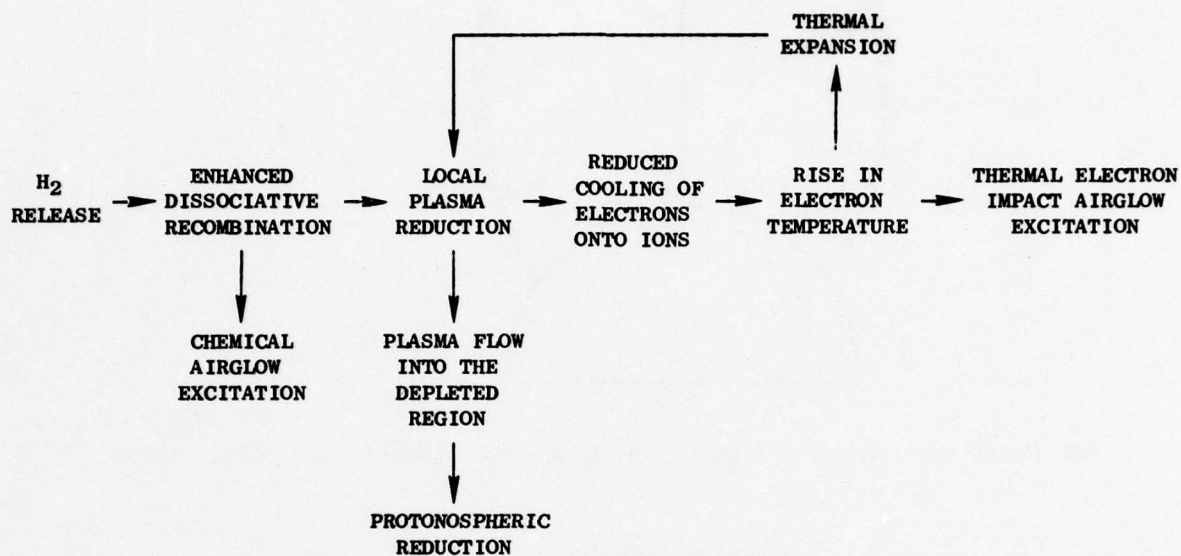 THERMAL
EXPANSION
H2
RELEASE
ENHANCED
DISSOCIATIVE
RECOMBINATION
LOCAL
PLASMA
REDUCTION
REDUCED
COOLING OF
ELECTRONS
ONTO IONS
RISE IN
ELECTRON
TEMPERATURE
THERMAL ELECTRON
IMPACT AIRGLOW
EXCITATION
CHEMICAL
AIRGLOW
EXCITATION
PLASMA FLOW
INTO THE
DEPLETED
REGION
PROTONOSPHERIC
REDUCTION